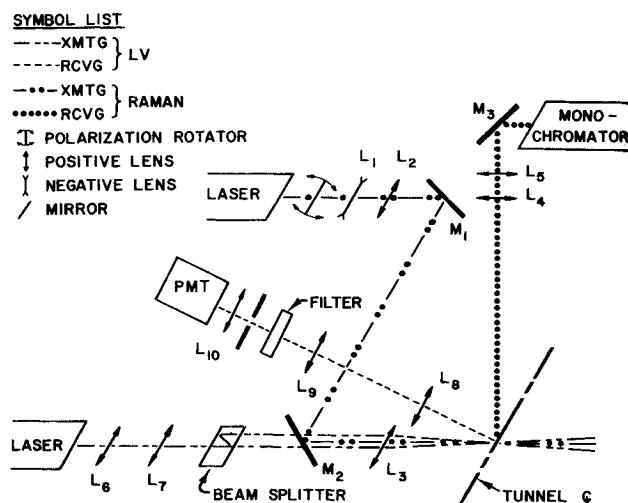 SYMBOL LIST
XMTG
RCVG
} LV
XMTG
RCVG
} RAMAN
POLARIZATION ROTATOR
POSITIVE LENS
NEGATIVE LENS
MIRROR
M3
MONO-
CHROMATOR
L5
L4
LASER
L1
L2
M1
PMT
FILTER
L10
L9
L8
LASER
L6
L7
BEAM SPLITTER
M2
L3
TUNNEL ℄